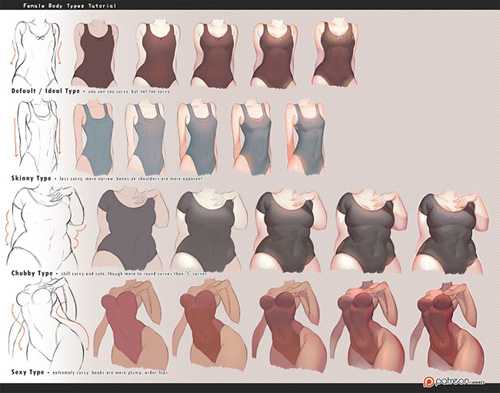 Female Body Types Tutorial
Default / Ideal Type - you can say curvy, but not too curvy
Skinny Type - less curvy, more narrow, bones on shoulders are more apparent
Chubby Type - still curvy and cute, though more to round curves than 'S' curves
Sexy Type - extremely curvy, boobs are more plump, wider hips
patreon